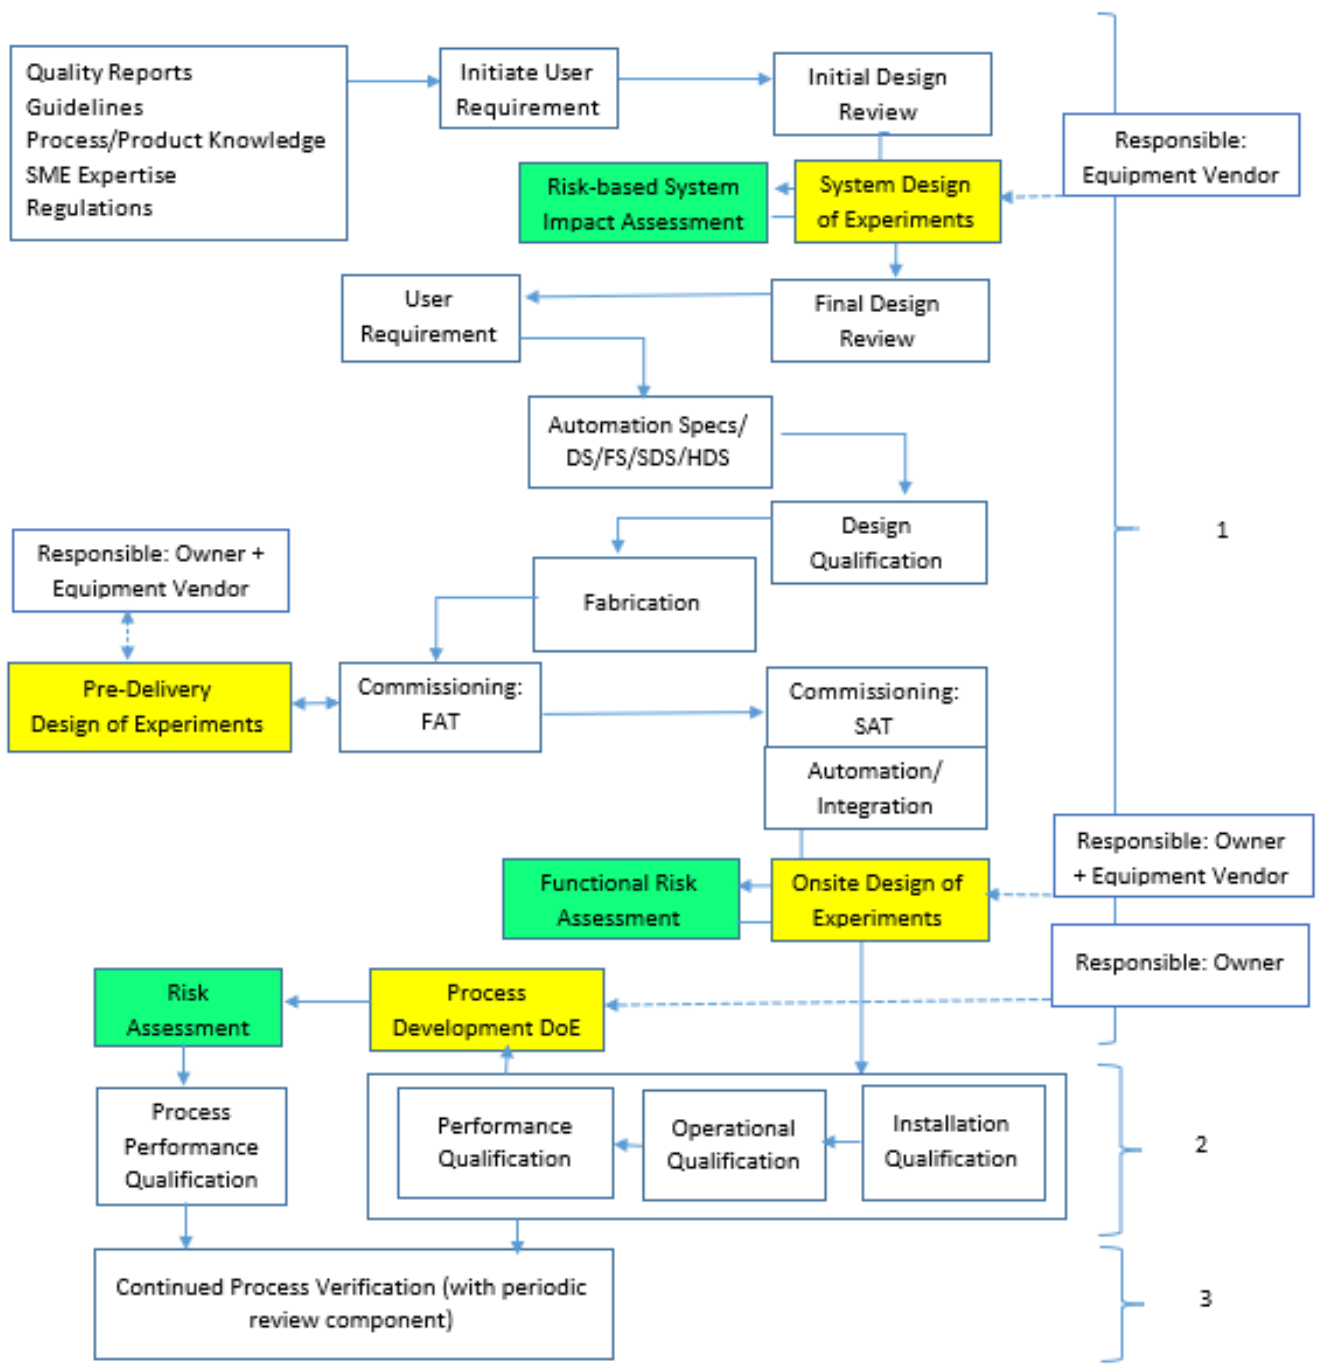 Quality Reports
Guidelines
Process/Product Knowledge
SME Expertise
Regulations
Initiate User
Requirement
Initial Design
Review
Responsible:
Equipment Vendor
Risk-based System
Impact Assessment
System Design
of Experiments
User
Requirement
Final Design
Review
Automation Specs/
DS/FS/SDS/HDS
Design
Qualification
1
Responsible: Owner +
Equipment Vendor
Fabrication
Pre-Delivery
Design of Experiments
Commissioning:
FAT
Commissioning:
SAT
Automation/
Integration
Responsible: Owner
+ Equipment Vendor
Functional Risk
Assessment
Onsite Design of
Experiments
Responsible: Owner
Risk
Assessment
Process
Development DoE
Process
Performance
Qualification
Performance
Qualification
Operational
Qualification
Installation
Qualification
2
Continued Process Verification (with periodic
review component)
3